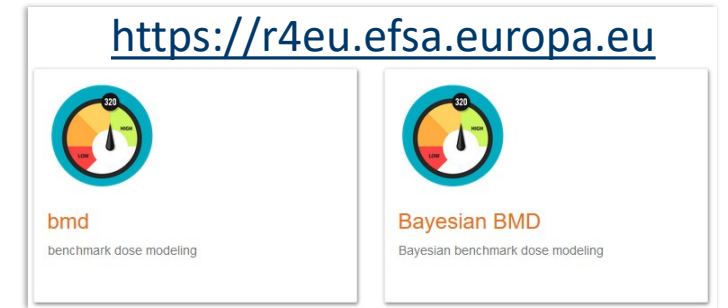 https://r4eu.efsa.europa.eu
320
LOW
HIGH
bmd
benchmark dose modeling
320
LOW
HIGH
Bayesian BMD
Bayesian benchmark dose modeling